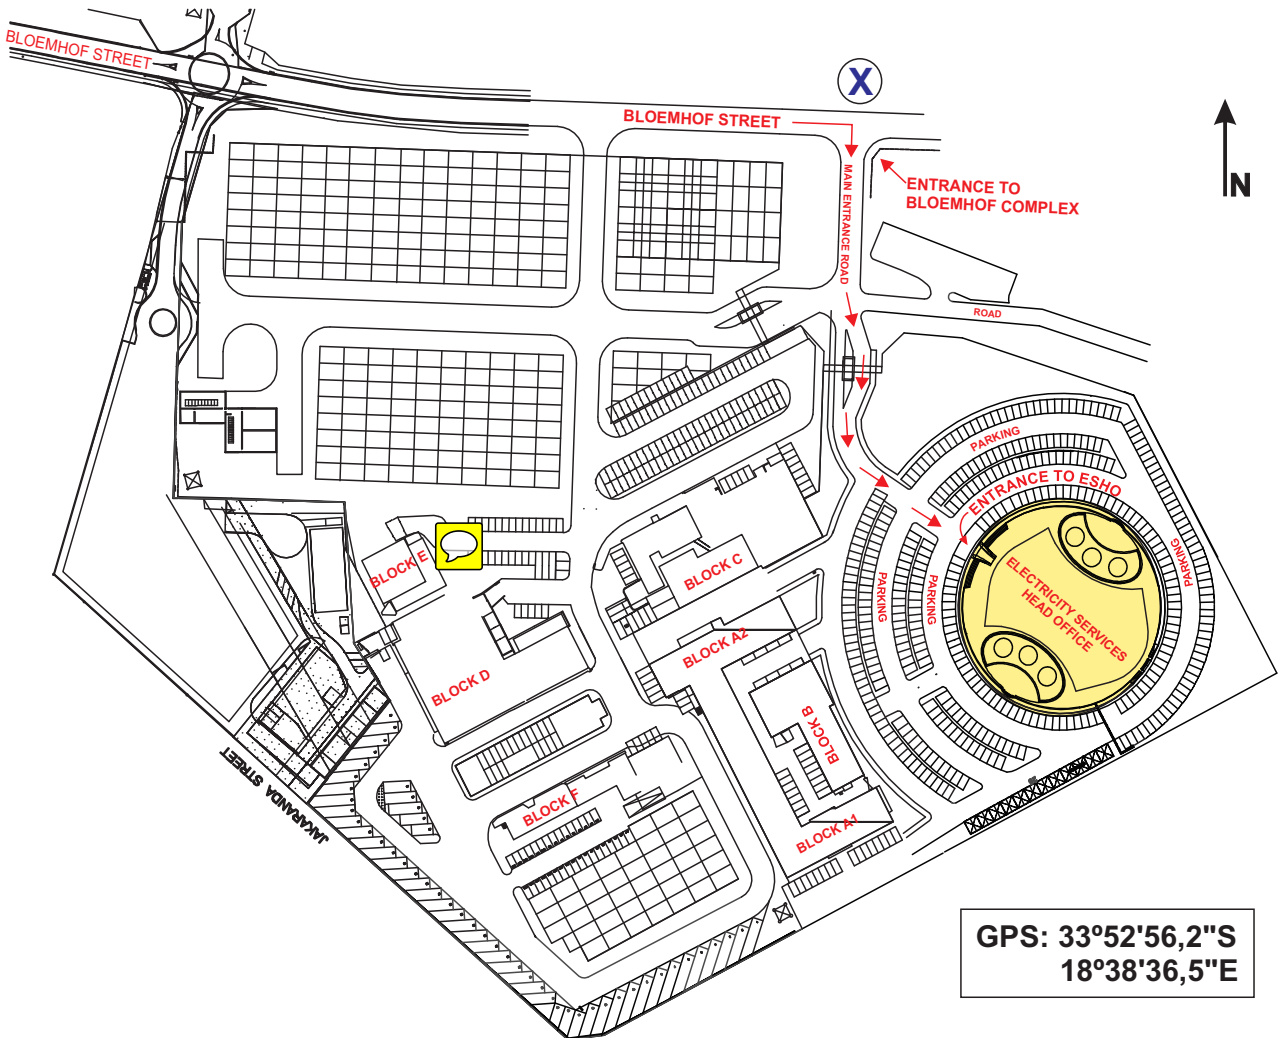 BLOEMHOF STREET
X
BLOEMHOF STREET
MAIN ENTRANCE ROAD
ENTRANCE TO
BLOEMHOF COMPLEX
N
ROAD
PARKING
ENTRANCE TO ESHO
PARKING
PARKING
PARKING
ELECTRICITY SERVICES
HEAD OFFICE
BLOCK E
BLOCK C
BLOCK A2
BLOCK D
BLOCK B
BLOCK F
BLOCK A1
JAKARANDA STREET
GPS: 33º52'56,2"S
18º38'36,5"E